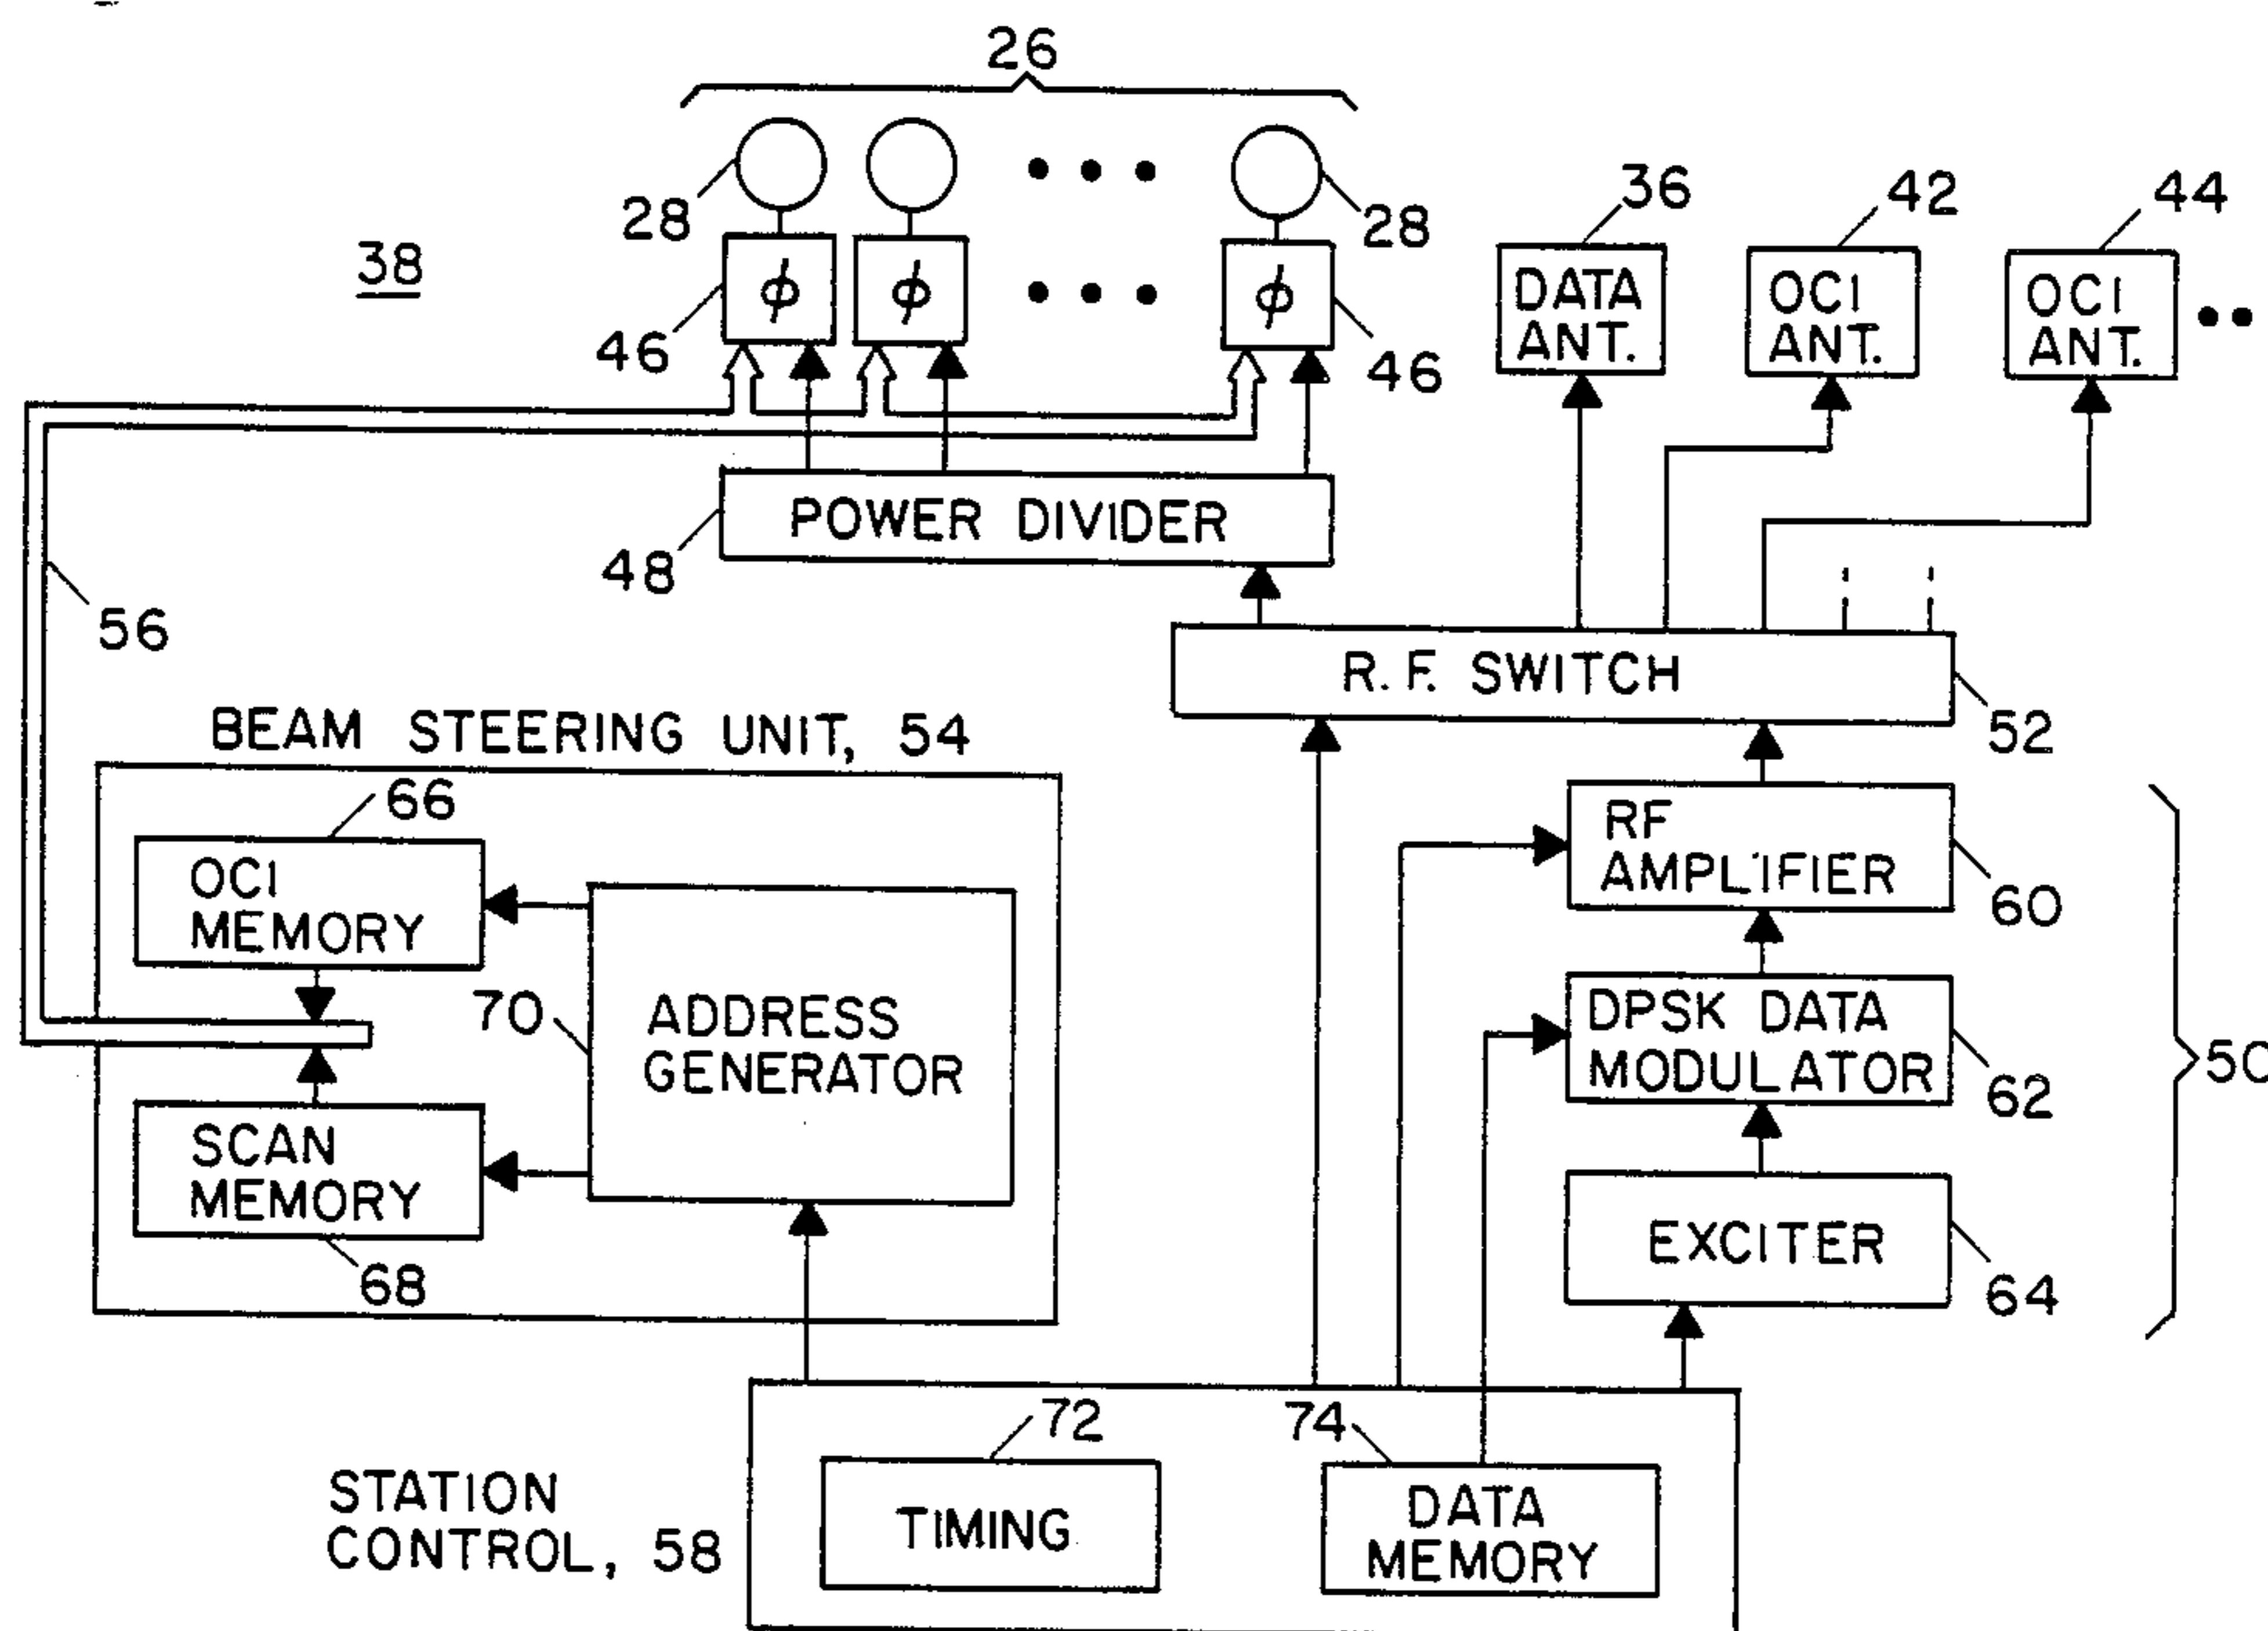 26
28
28
36
42
44
38
φ
φ
φ
46
46
DATA
ANT.
OCI
ANT.
OCI
ANT.
POWER DIVIDER
48
56
R.F. SWITCH
52
BEAM STEERING UNIT, 54
66
OCI
MEMORY
RF
AMPLIFIER
60
70
ADDRESS
GENERATOR
DPSK DATA
MODULATOR
62
50
SCAN
MEMORY
68
EXCITER
64
72
74
STATION
CONTROL, 58
TIMING
DATA
MEMORY